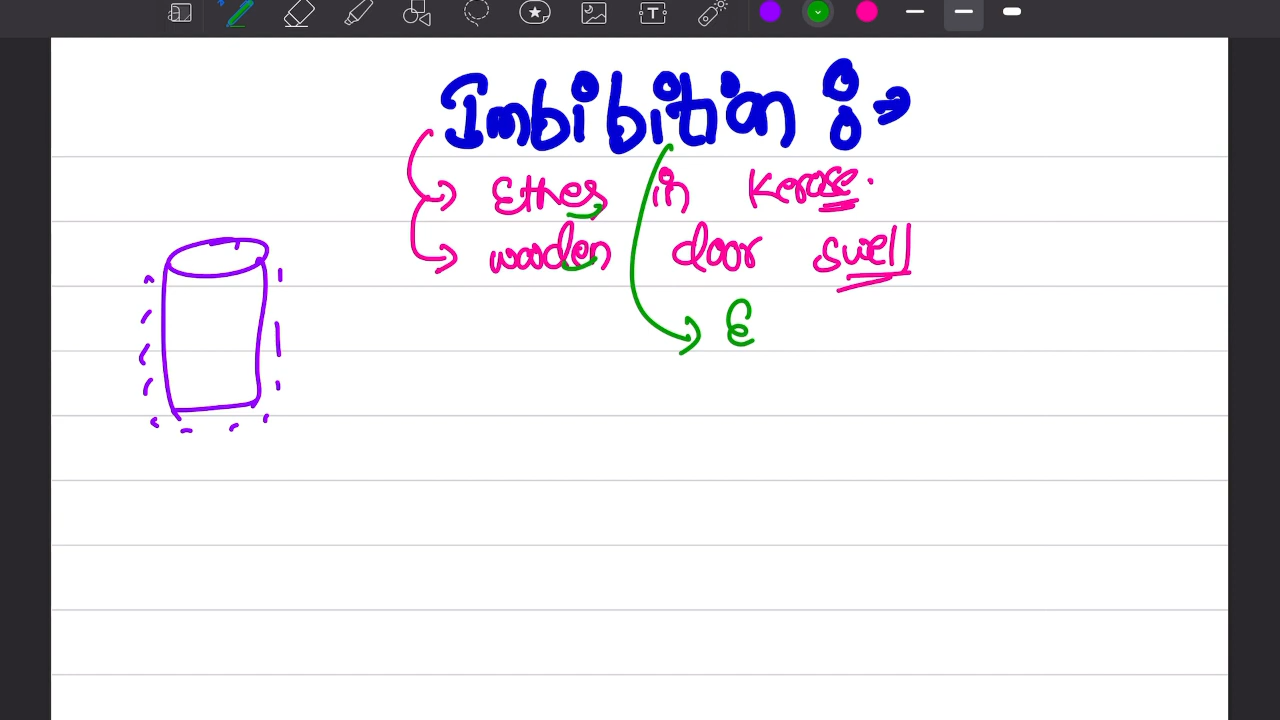 Imbibition :→
→ Ether in Kerose.
→ wooden door swell
→ E